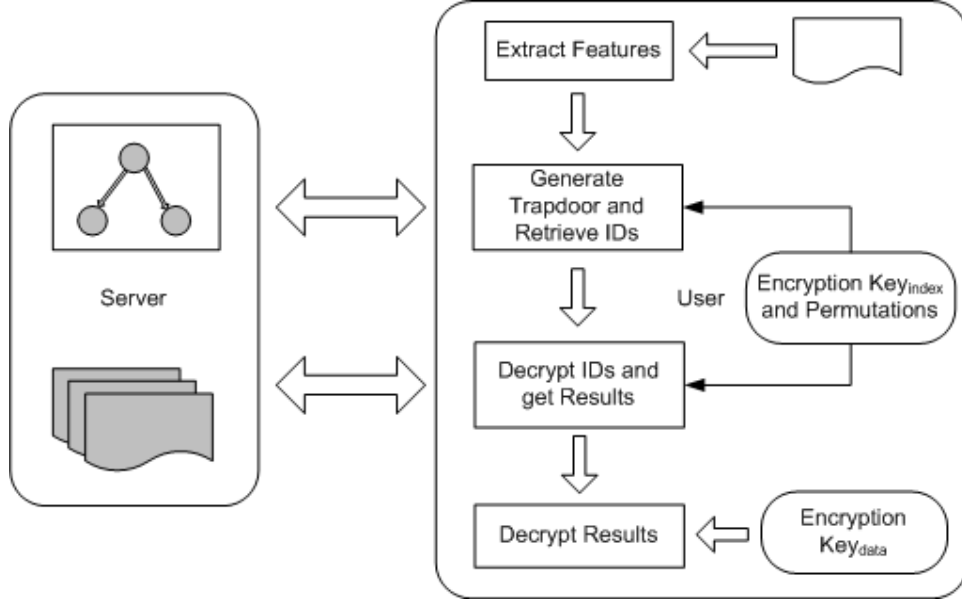 Extract Features
Generate
Trapdoor and
Retrieve IDs
Server
User
Encryption Keyindex
and Permutations
Decrypt IDs and
get Results
Decrypt Results
Encryption
Keydata